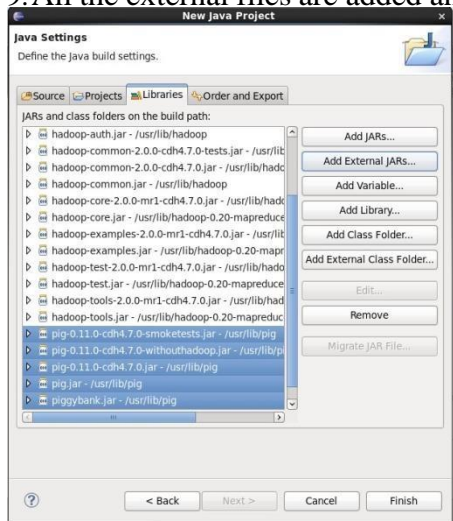 9. All the external files are added an
New Java Project
Java Settings
Define the Java build settings.
Source Projects Libraries Order and Export
JARs and class folders on the build path:
hadoop-auth.jar - /usr/lib/hadoop
hadoop-common-2.0.0-cdh4.7.0-tests.jar - /usr/lib
hadoop-common-2.0.0-cdh4.7.0.jar - /usr/lib/hado
hadoop-common.jar - /usr/lib/hadoop
hadoop-core-2.0.0-mr1-cdh4.7.0.jar - /usr/lib/hado
hadoop-core.jar - /usr/lib/hadoop-0.20-mapreduce
hadoop-examples-2.0.0-mr1-cdh4.7.0.jar - /usr/lib
hadoop-examples.jar - /usr/lib/hadoop-0.20-mapr
hadoop-test-2.0.0-mr1-cdh4.7.0.jar - /usr/lib/hado
hadoop-test.jar - /usr/lib/hadoop-0.20-mapreduce
hadoop-tools-2.0.0-mr1-cdh4.7.0.jar - /usr/lib/had
hadoop-tools.jar - /usr/lib/hadoop-0.20-mapreduc
pig-0.11.0-cdh4.7.0-smoketests.jar - /usr/lib/pig
pig-0.11.0-cdh4.7.0-withouthadoop.jar - /usr/lib/pi
pig-0.11.0-cdh4.7.0.jar - /usr/lib/pig
pig.jar - /usr/lib/pig
piggybank.jar - /usr/lib/pig
Add JARs...
Add External JARs...
Add Variable...
Add Library...
Add Class Folder...
Add External Class Folder...
Edit...
Remove
Migrate JAR File...
< Back Next > Cancel Finish